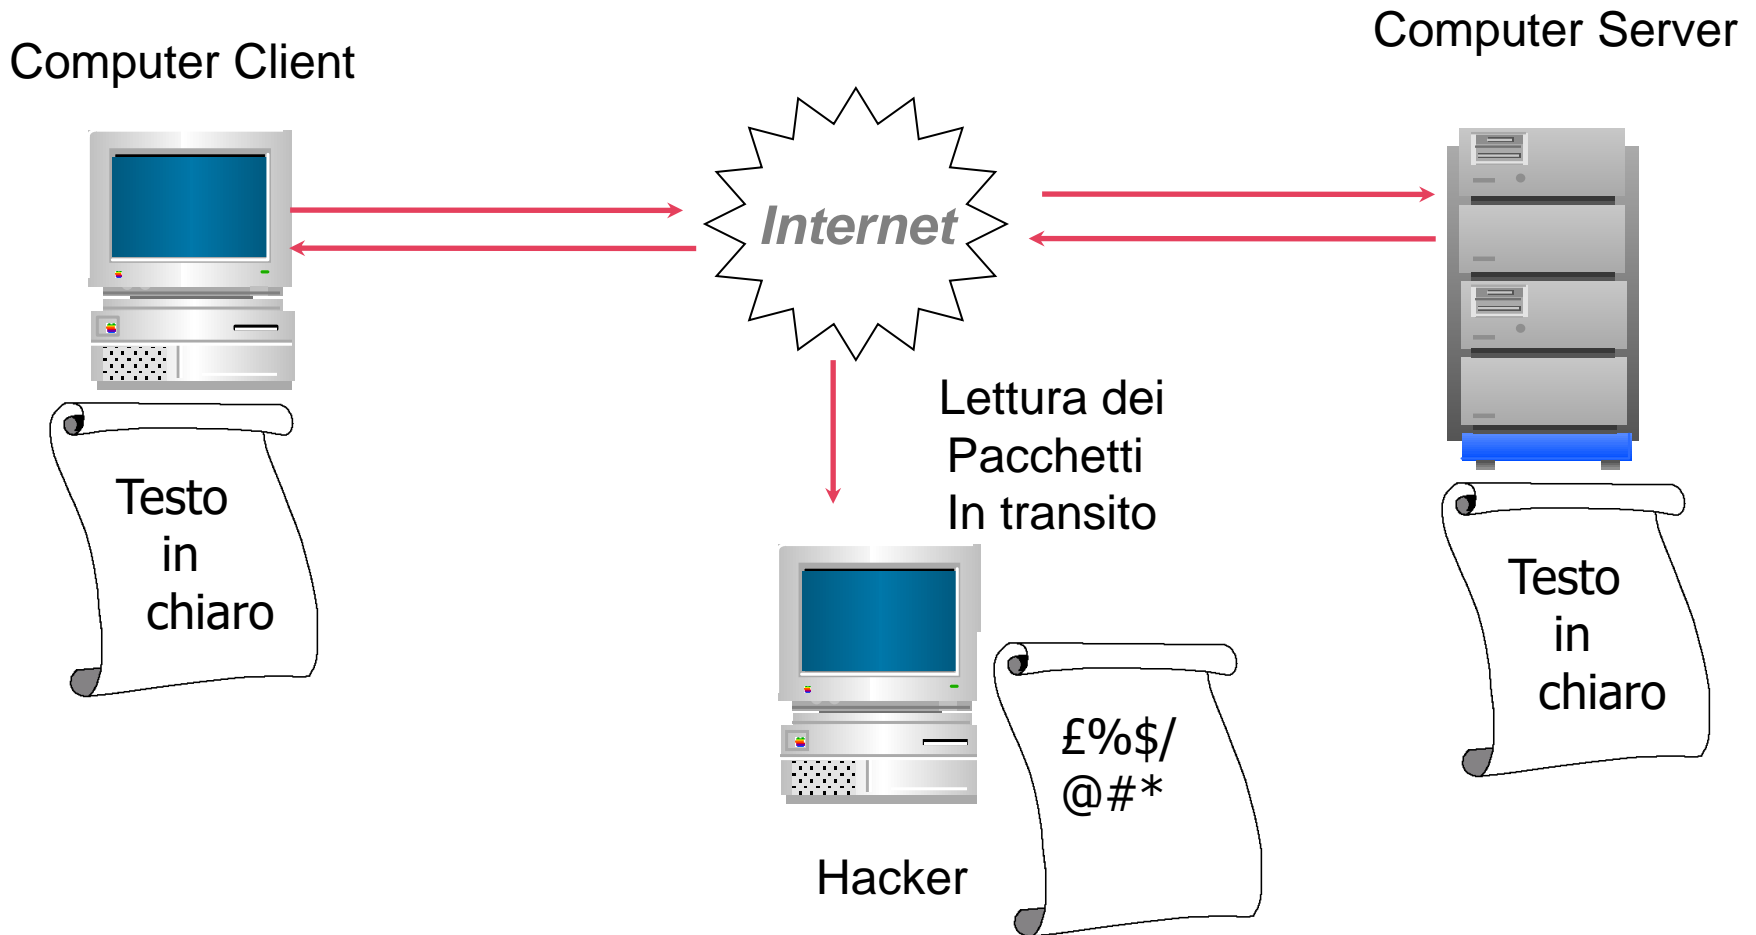 Computer Client
Computer Server
Internet
Lettura dei
Pacchetti
In transito
Testo
in
chiaro
Testo
in
chiaro
£%$/
@#*
Hacker